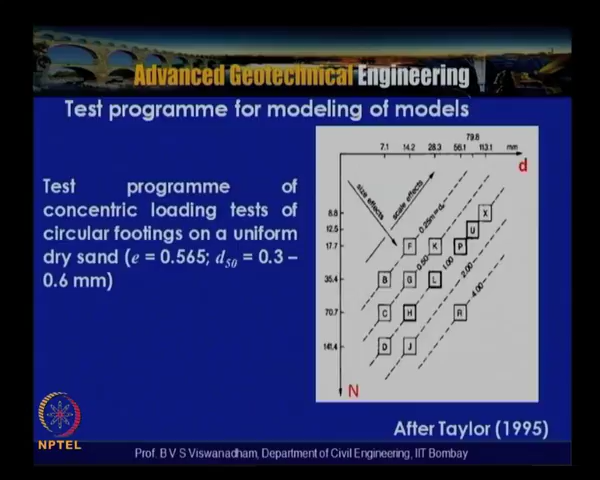 Advanced Geotechnical Engineering
Test programme for modeling of models
Test programme of
concentric loading tests of
circular footings on a uniform
dry sand (e = 0.565; d50 = 0.3 –
0.6 mm)
79.8
7.1 14.2 28.3 56.1 113.1 mm
d
size effects
scale effects
0.25m = dₚ
8.8
12.5
17.7
35.4
70.7
141.4
X
U
F K P
0.50 1.00
B G L
2.00
4.00
C H R
D J
N
After Taylor (1995)
NPTEL
Prof. B V S Viswanadham, Department of Civil Engineering, IIT Bombay